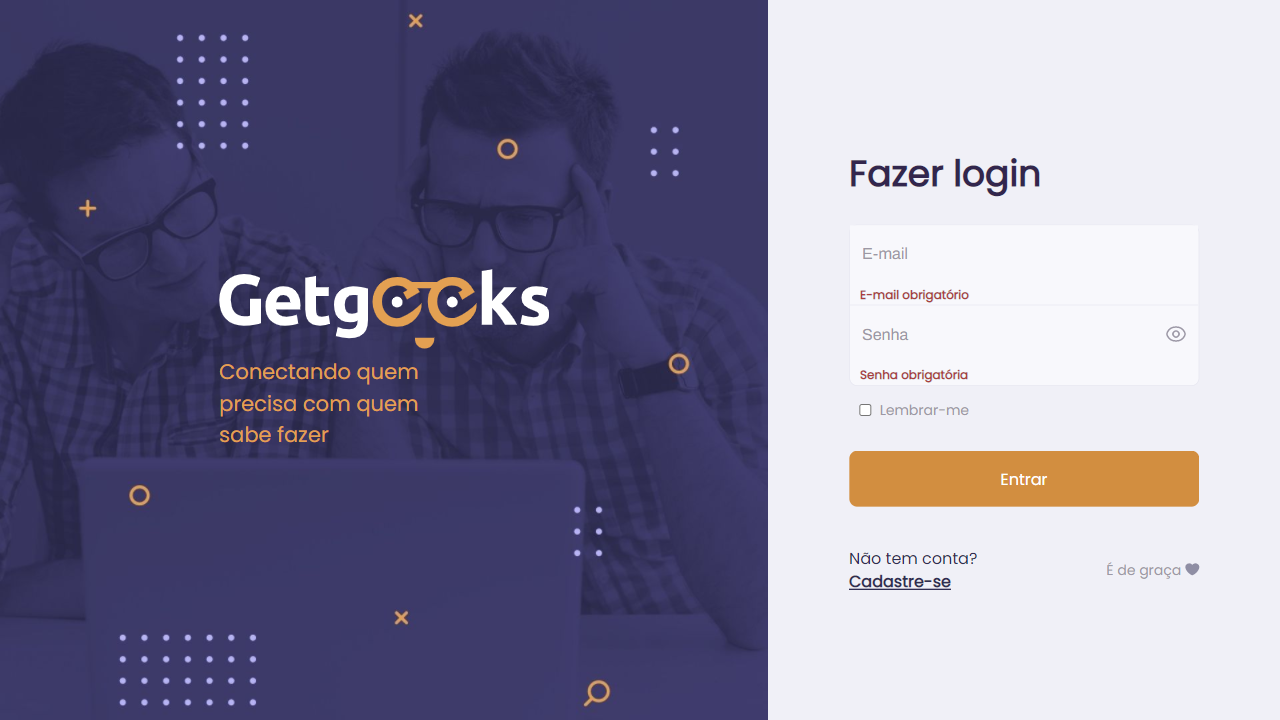 Getgeeks
Conectando quem
precisa com quem
sabe fazer
Fazer login
E-mail
E-mail obrigatório
Senha
Senha obrigatória
Lembrar-me
Entrar
Não tem conta?
Cadastre-se
É de graça